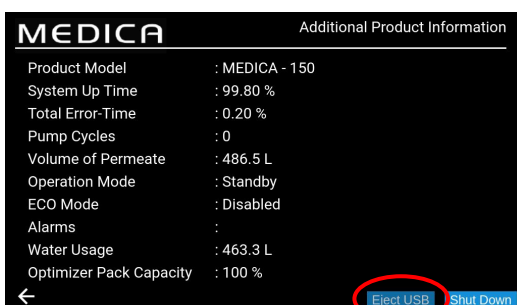 MEDICA Additional Product Information
Product Model : MEDICA - 150
System Up Time : 99.80 %
Total Error-Time : 0.20 %
Pump Cycles : 0
Volume of Permeate : 486.5 L
Operation Mode : Standby
ECO Mode : Disabled
Alarms :
Water Usage : 463.3 L
Optimizer Pack Capacity : 100 %
Eject USB Shut Down